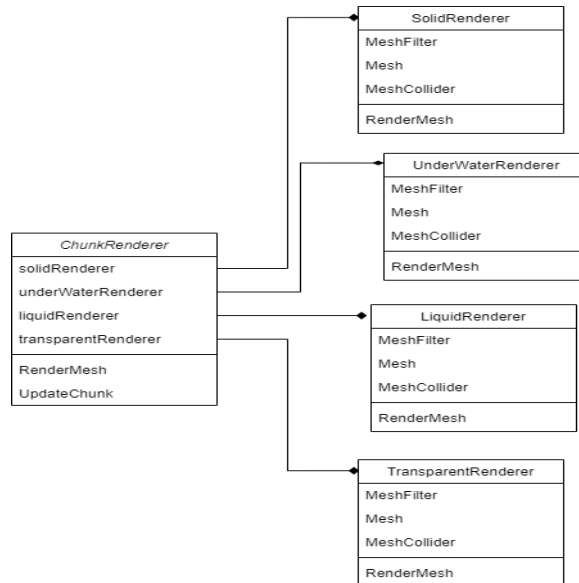 SolidRenderer
MeshFilter
Mesh
MeshCollider
RenderMesh
UnderWaterRenderer
MeshFilter
Mesh
MeshCollider
RenderMesh
ChunkRenderer
solidRenderer
underWaterRenderer
liquidRenderer
transparentRenderer
RenderMesh
UpdateChunk
LiquidRenderer
MeshFilter
Mesh
MeshCollider
RenderMesh
TransparentRenderer
MeshFilter
Mesh
MeshCollider
RenderMesh